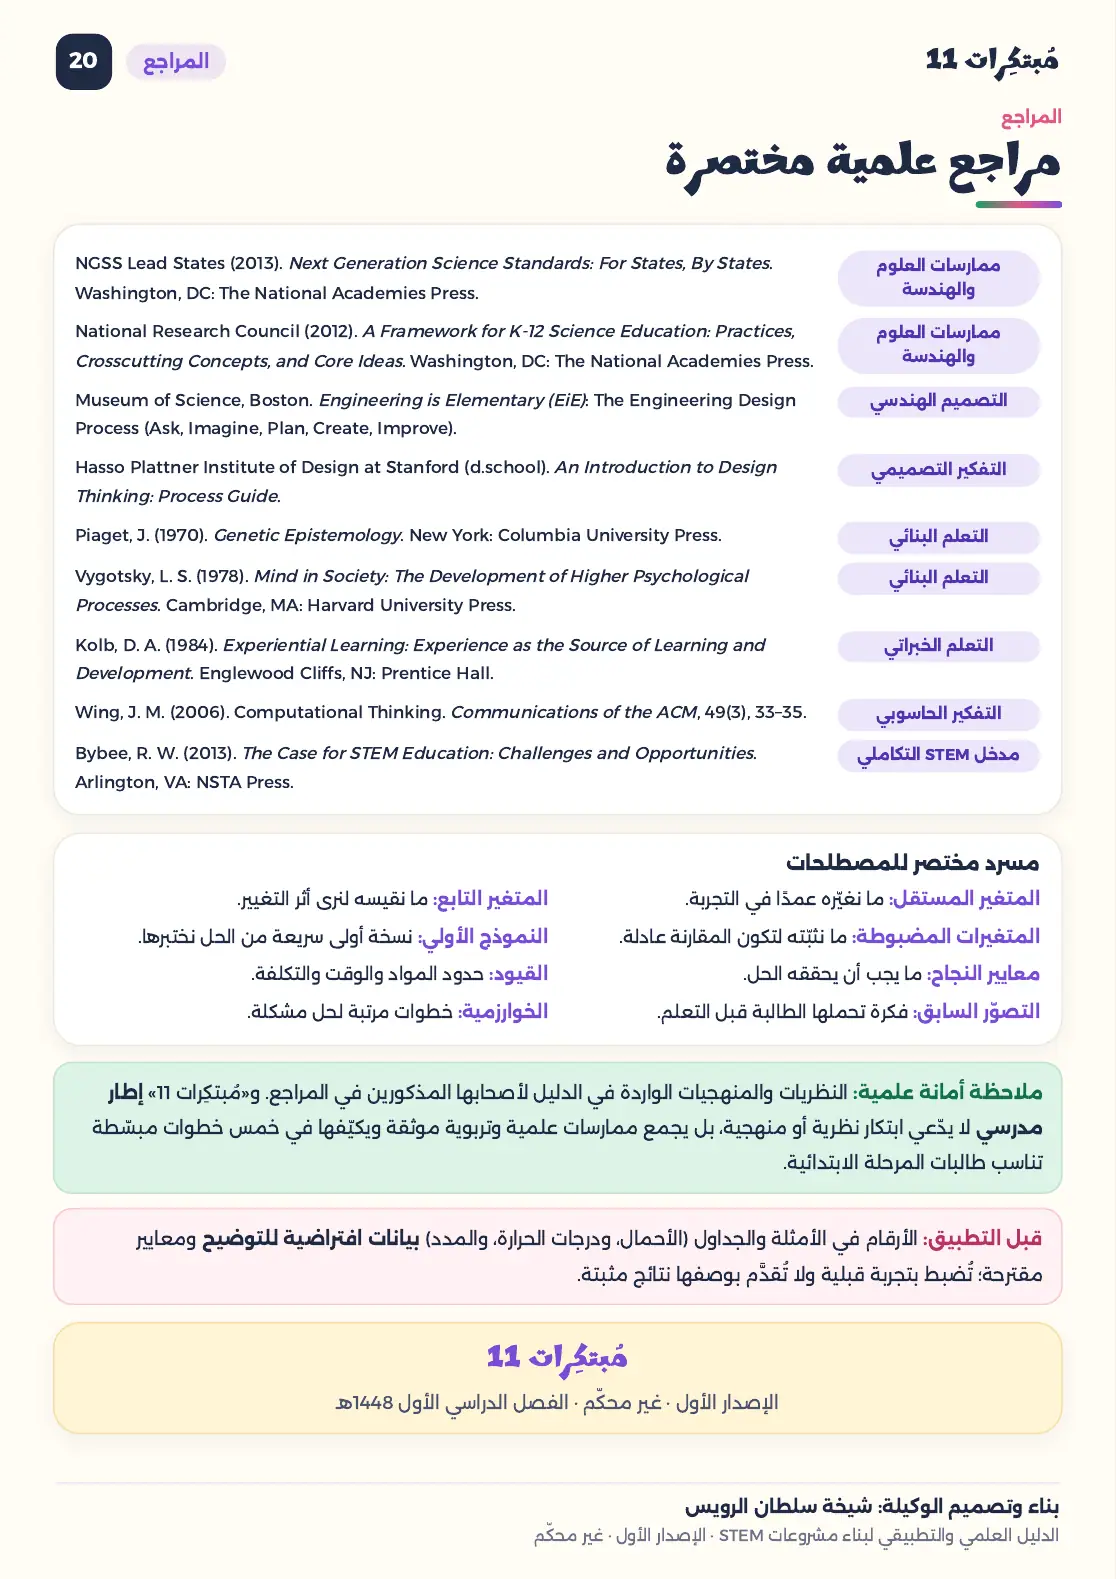 مُبتكِرات 11
المراجع
20
المراجع
مراجع علمية مختصرة
ممارسات العلوم
والهندسة
NGSS Lead States (2013). Next Generation Science Standards: For States, By States.
Washington, DC: The National Academies Press.
ممارسات العلوم
والهندسة
National Research Council (2012). A Framework for K-12 Science Education: Practices,
Crosscutting Concepts, and Core Ideas. Washington, DC: The National Academies Press.
التصميم الهندسي
Museum of Science, Boston. Engineering is Elementary (EiE): The Engineering Design
Process (Ask, Imagine, Plan, Create, Improve).
التفكير التصميمي
Hasso Plattner Institute of Design at Stanford (d.school). An Introduction to Design
Thinking: Process Guide.
التعلم البنائي
Piaget, J. (1970). Genetic Epistemology. New York: Columbia University Press.
التعلم البنائي
Vygotsky, L. S. (1978). Mind in Society: The Development of Higher Psychological
Processes. Cambridge, MA: Harvard University Press.
التعلم الخبراتي
Kolb, D. A. (1984). Experiential Learning: Experience as the Source of Learning and
Development. Englewood Cliffs, NJ: Prentice Hall.
التفكير الحاسوبي
Wing, J. M. (2006). Computational Thinking. Communications of the ACM, 49(3), 33–35.
مدخل STEM التكاملي
Bybee, R. W. (2013). The Case for STEM Education: Challenges and Opportunities.
Arlington, VA: NSTA Press.
مسرد مختصر للمصطلحات
المتغير المستقل: ما نغيّره عمدًا في التجربة.
المتغير التابع: ما نقيسه لنرى أثر التغيير.
المتغيرات المضبوطة: ما نثبّته لتكون المقارنة عادلة.
النموذج الأولي: نسخة أولى سريعة من الحل نختبرها.
معايير النجاح: ما يجب أن يحققه الحل.
القيود: حدود المواد والوقت والتكلفة.
التصوّر السابق: فكرة تحملها الطالبة قبل التعلم.
الخوارزمية: خطوات مرتبة لحل مشكلة.
ملاحظة أمانة علمية: النظريات والمنهجيات الواردة في الدليل لأصحابها المذكورين في المراجع. و«مُبتكِرات 11» إطار
مدرسي لا يدّعي ابتكار نظرية أو منهجية، بل يجمع ممارسات علمية وتربوية موثقة ويكيّفها في خمس خطوات مبسّطة
تناسب طالبات المرحلة الابتدائية.
قبل التطبيق: الأرقام في الأمثلة والجداول (الأحمال، ودرجات الحرارة، والمدد) بيانات افتراضية للتوضيح ومعايير
مقترحة؛ تُضبط بتجربة قبلية ولا تُقدَّم بوصفها نتائج مثبتة.
مُبتكِرات 11
الإصدار الأول · غير محكّم · الفصل الدراسي الأول 1448هـ
بناء وتصميم الوكيلة: شيخة سلطان الرويس
الدليل العلمي والتطبيقي لبناء مشروعات STEM · الإصدار الأول · غير محكّم